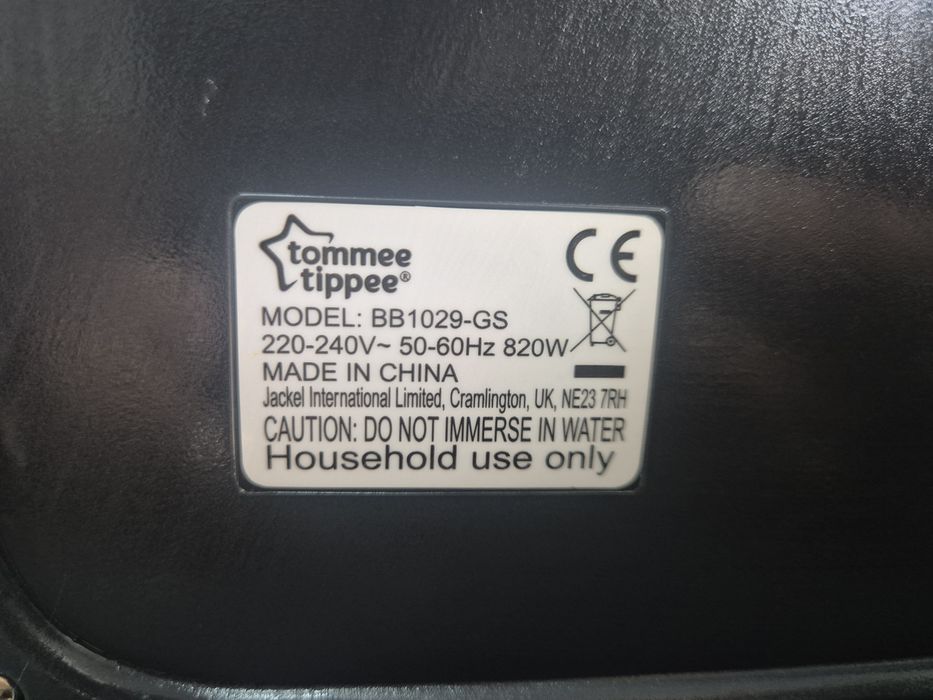 tommee
tippee®
CE
MODEL: BB1029-GS
220-240V~ 50-60Hz 820W
MADE IN CHINA
Jackel International Limited, Cramlington, UK, NE23 7RH
CAUTION: DO NOT IMMERSE IN WATER
Household use only